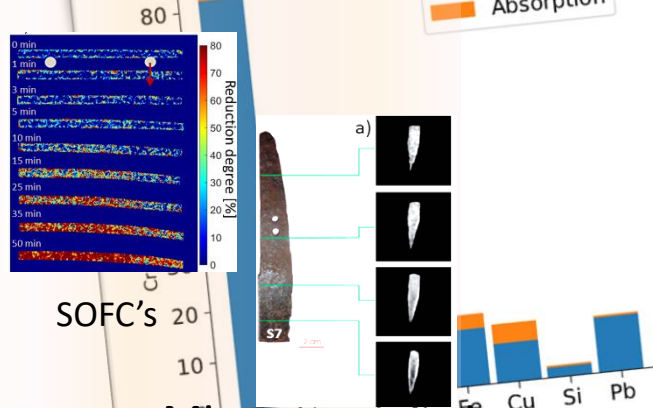 80
Absorption
0 min
1 min
3 min
5 min
10 min
15 min
25 min
35 min
50 min
80
70
60
50
40
30
20
10
0
Reduction degree [%]
a)
S7
2 cm
SOFC's
20
10
Fe Cu Si Pb